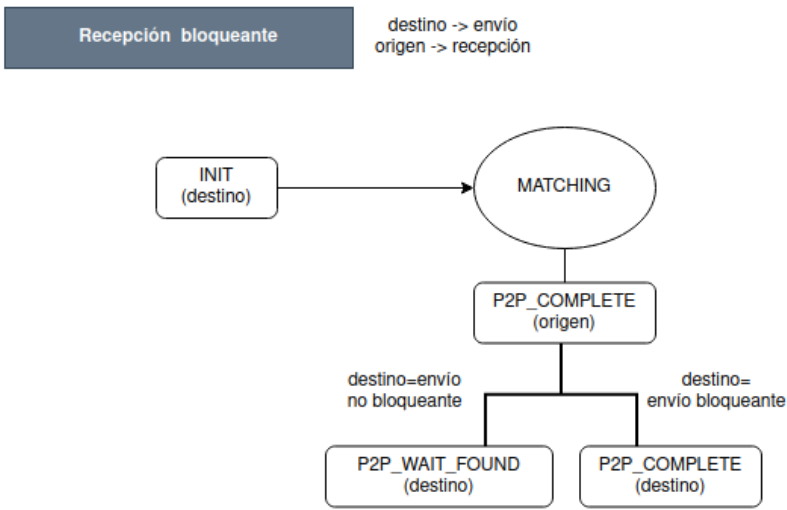 Recepción bloqueante
destino -> envío
origen -> recepción
INIT
(destino)
MATCHING
P2P_COMPLETE
(origen)
destino=envío
no bloqueante
destino=
envío bloqueante
P2P_WAIT_FOUND
(destino)
P2P_COMPLETE
(destino)